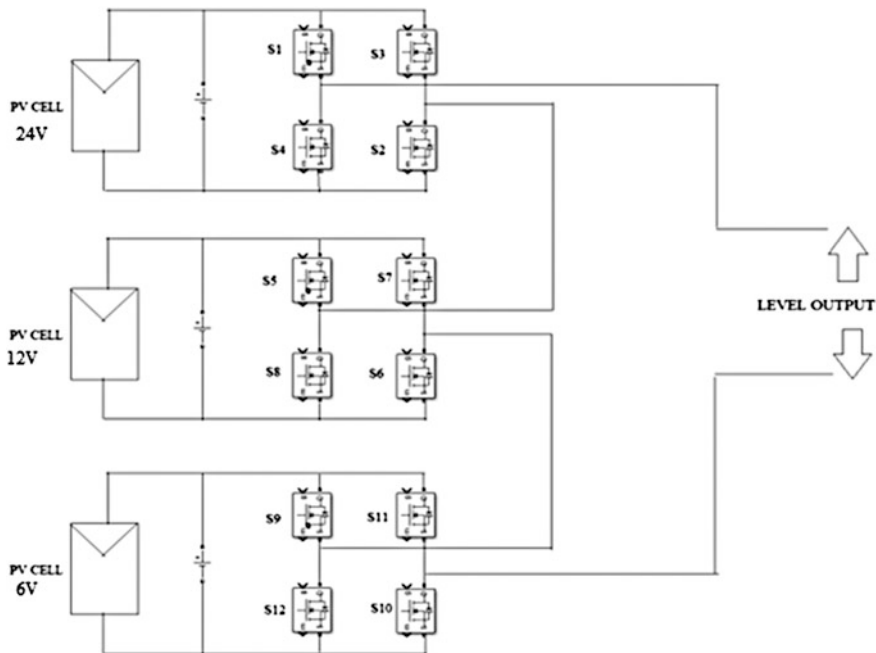 S1
S3
PV CELL
24V
S4
S2
S5
S7
LEVEL OUTPUT
PV CELL
12V
S8
S6
S9
S11
PV CELL
6V
S12
S10